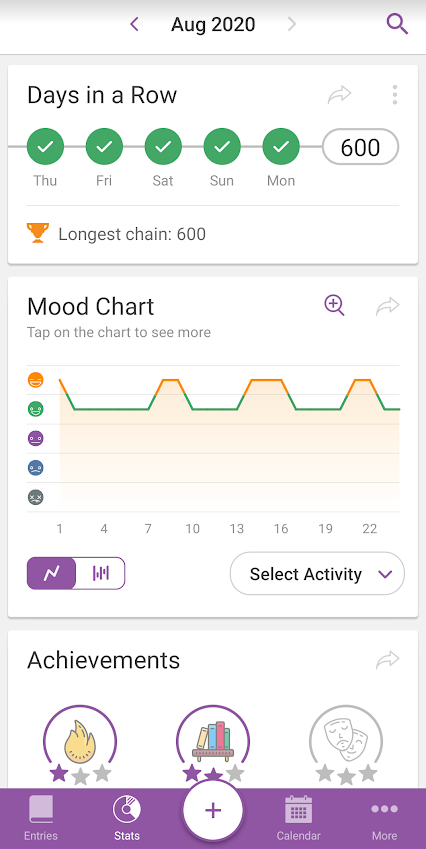 Aug 2020
Days in a Row
600
Thu Fri Sat Sun Mon
Longest chain: 600
Mood Chart
Tap on the chart to see more
1 4 7 10 13 16 19 22
Select Activity
Achievements
Entries Stats Calendar More